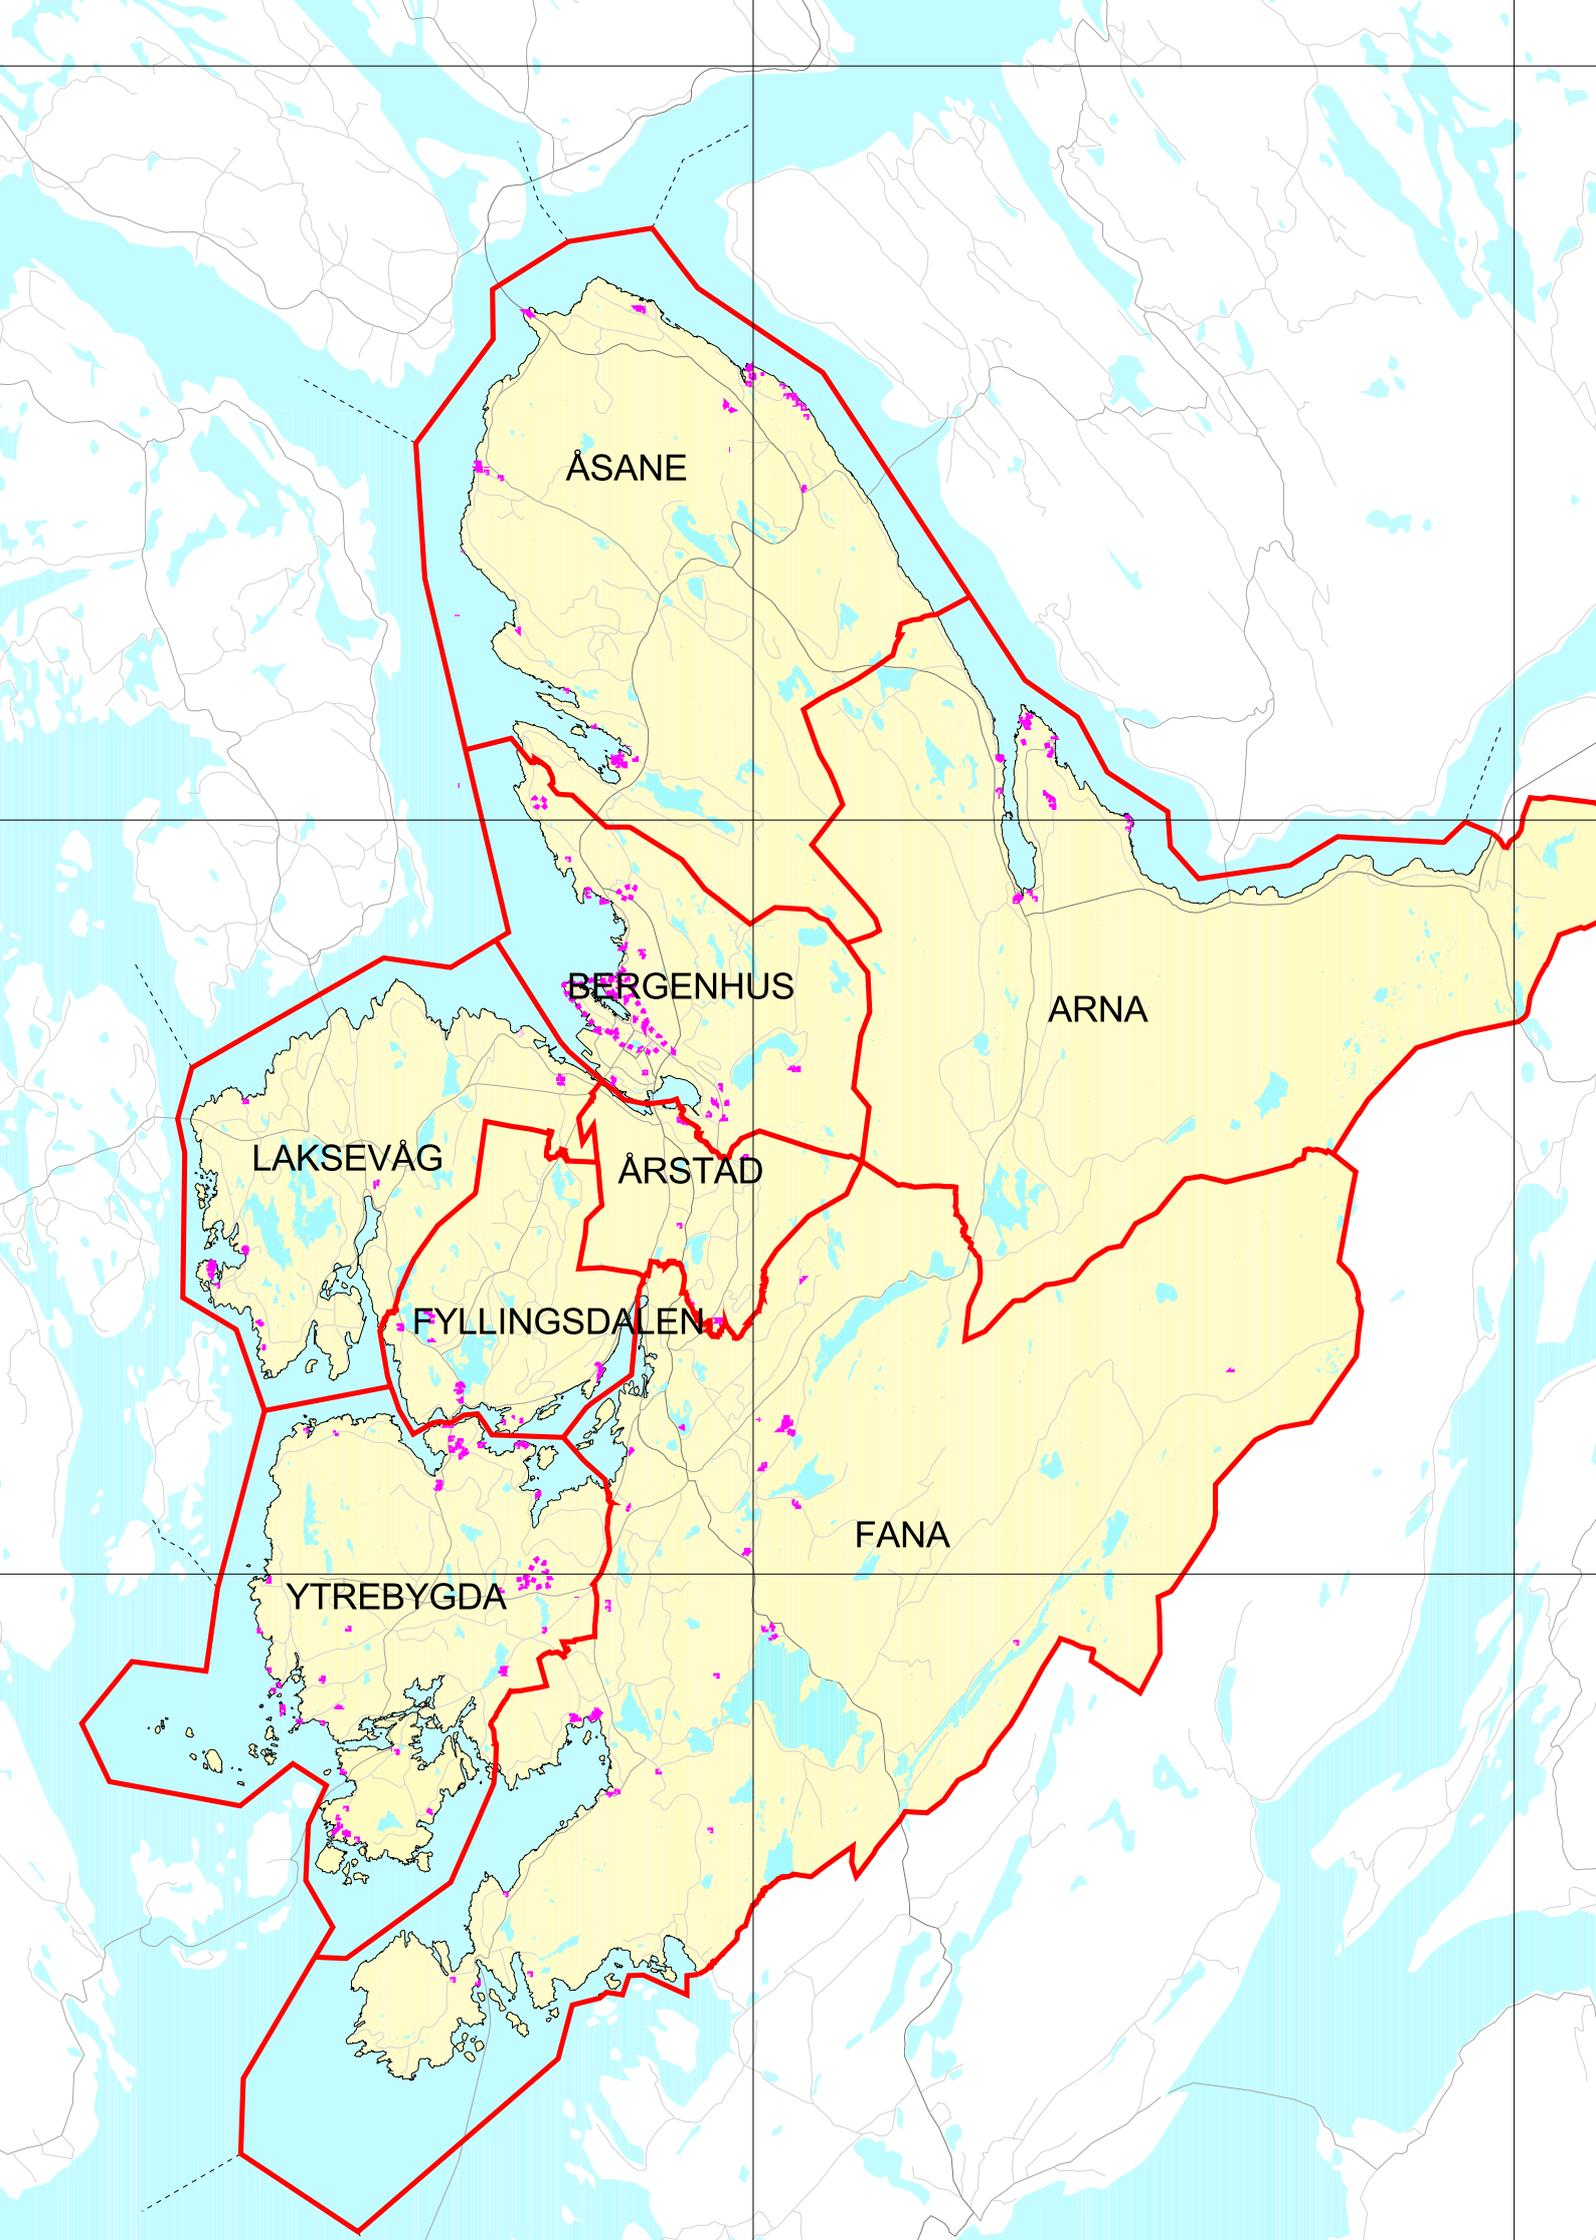 ÅSANE
BERGENHUS
ARNA
LAKSEVÅG
ÅRSTAD
FYLLINGSDALEN
FANA
YTREBYGDA